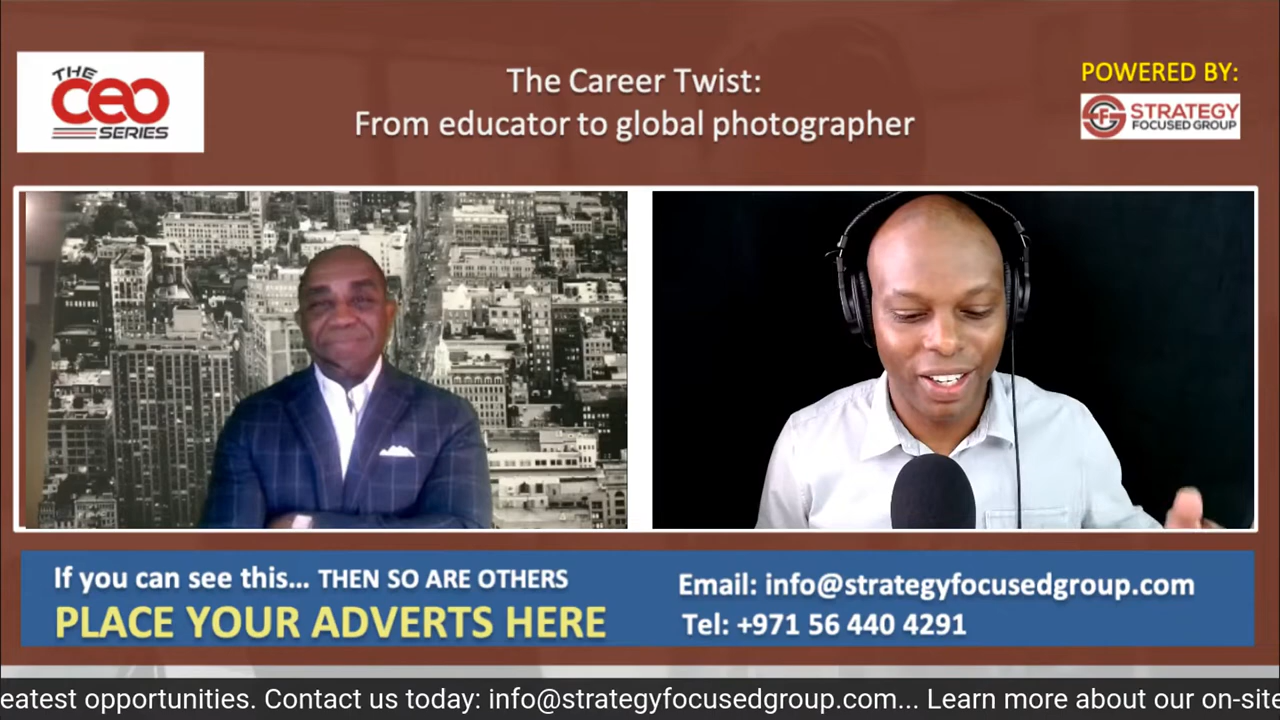 THE
CEO
SERIES
The Career Twist:
From educator to global photographer
POWERED BY:
STRATEGY
FOCUSED GROUP
If you can see this... THEN SO ARE OTHERS
PLACE YOUR ADVERTS HERE
Email: info@strategyfocusedgroup.com
Tel: +971 56 440 4291
eatest opportunities. Contact us today: info@strategyfocusedgroup.com... Learn more about our on-site